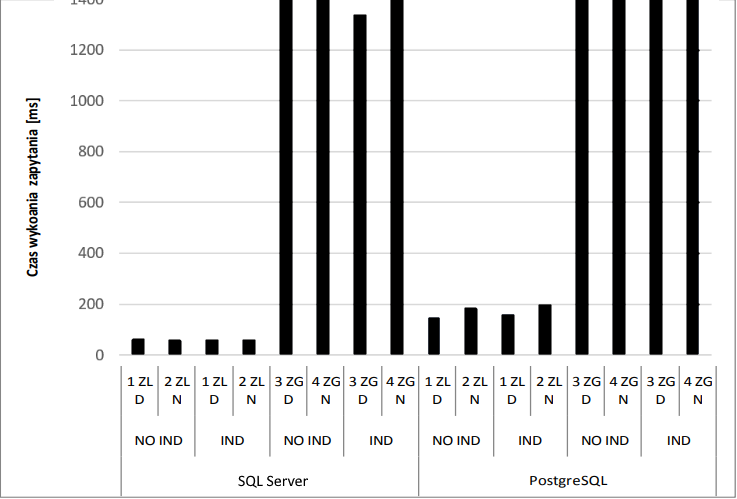 1400
1200
1000
800
600
400
200
0
Czas wykoania zapytania [ms]
1 ZL D
2 ZL N
1 ZL D
2 ZL N
3 ZG D
4 ZG N
3 ZG D
4 ZG N
1 ZL D
2 ZL N
1 ZL D
2 ZL N
3 ZG D
4 ZG N
3 ZG D
4 ZG N
NO IND
IND
NO IND
IND
NO IND
IND
NO IND
IND
SQL Server
PostgreSQL